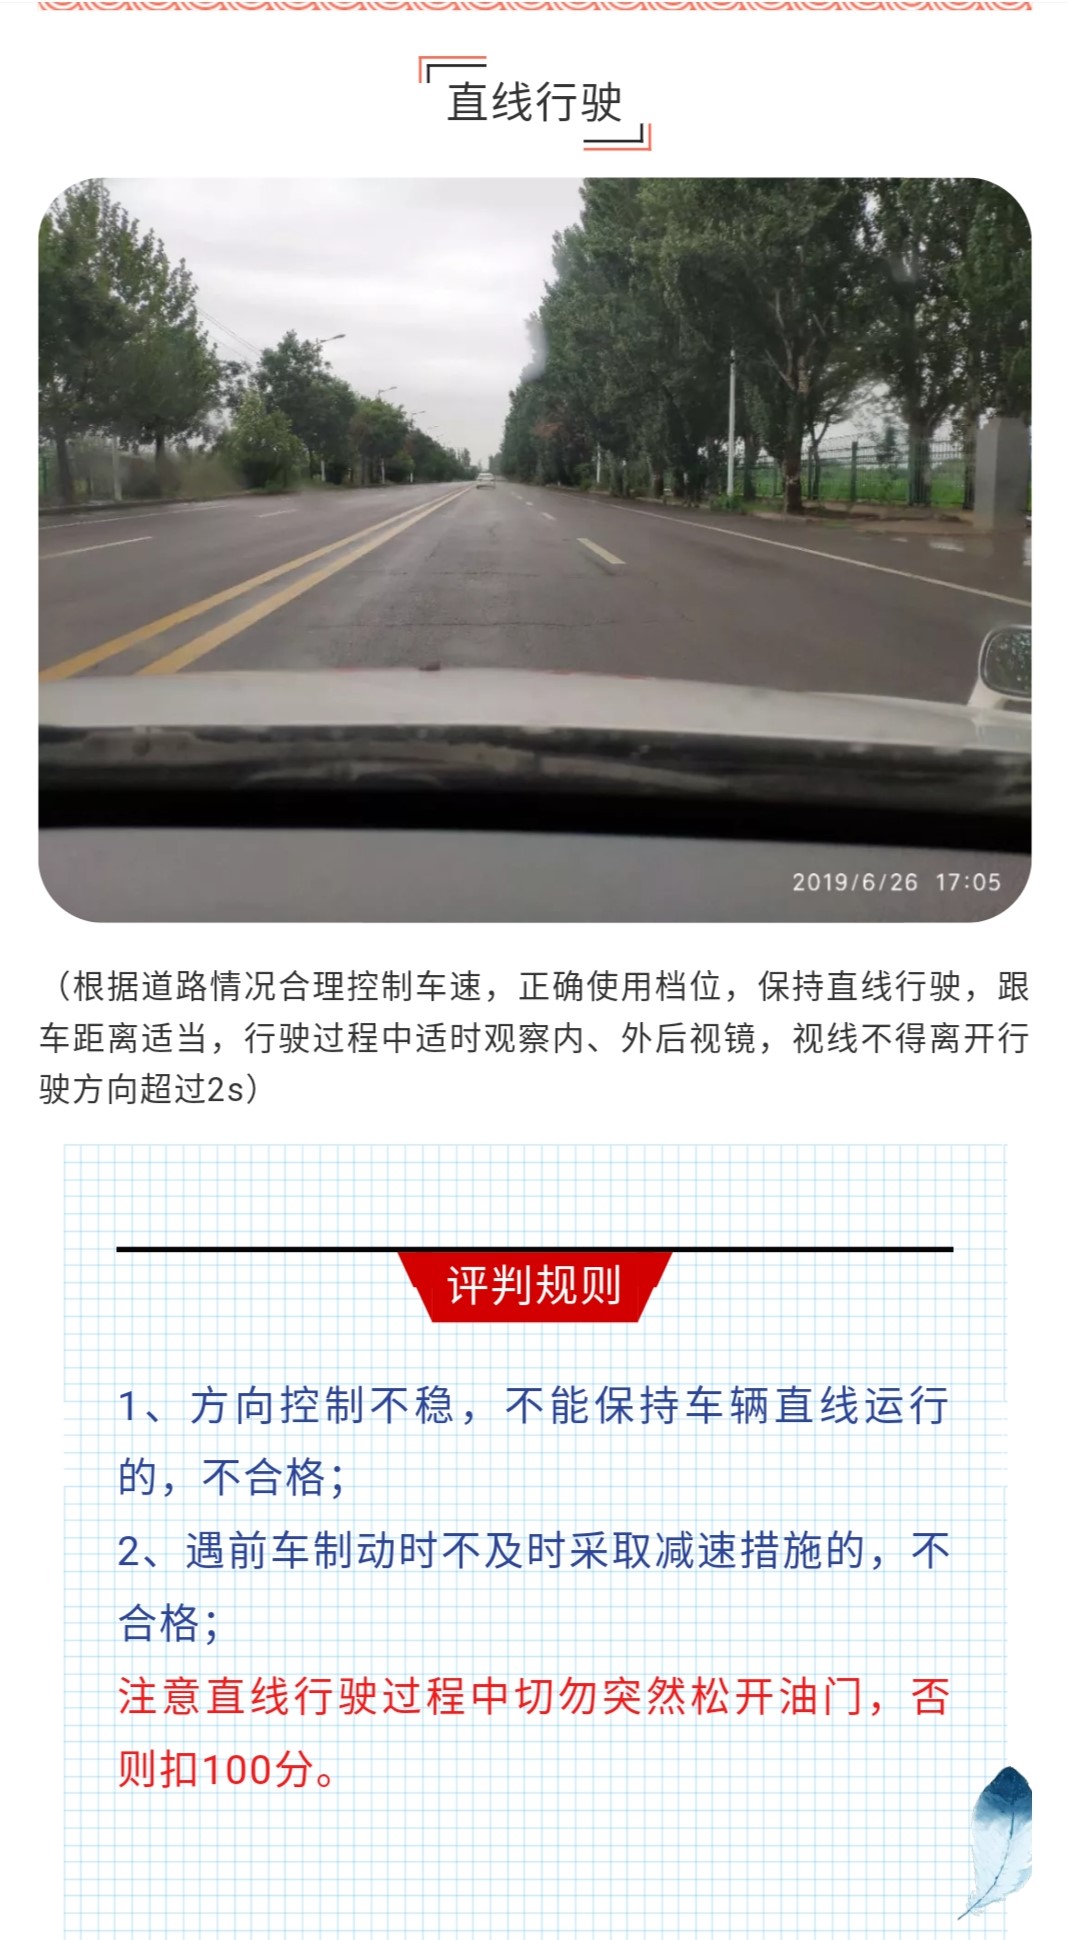 直线行驶
2019/6/26 17:05
（根据道路情况合理控制车速，正确使用档位，保持直线行驶，跟
车距离适当，行驶过程中适时观察内、外后视镜，视线不得离开行
驶方向超过2s）
评判规则
1、方向控制不稳，不能保持车辆直线运行
的，不合格；
2、遇前车制动时不及时采取减速措施的，不
合格；
注意直线行驶过程中切勿突然松开油门，否
则扣100分。